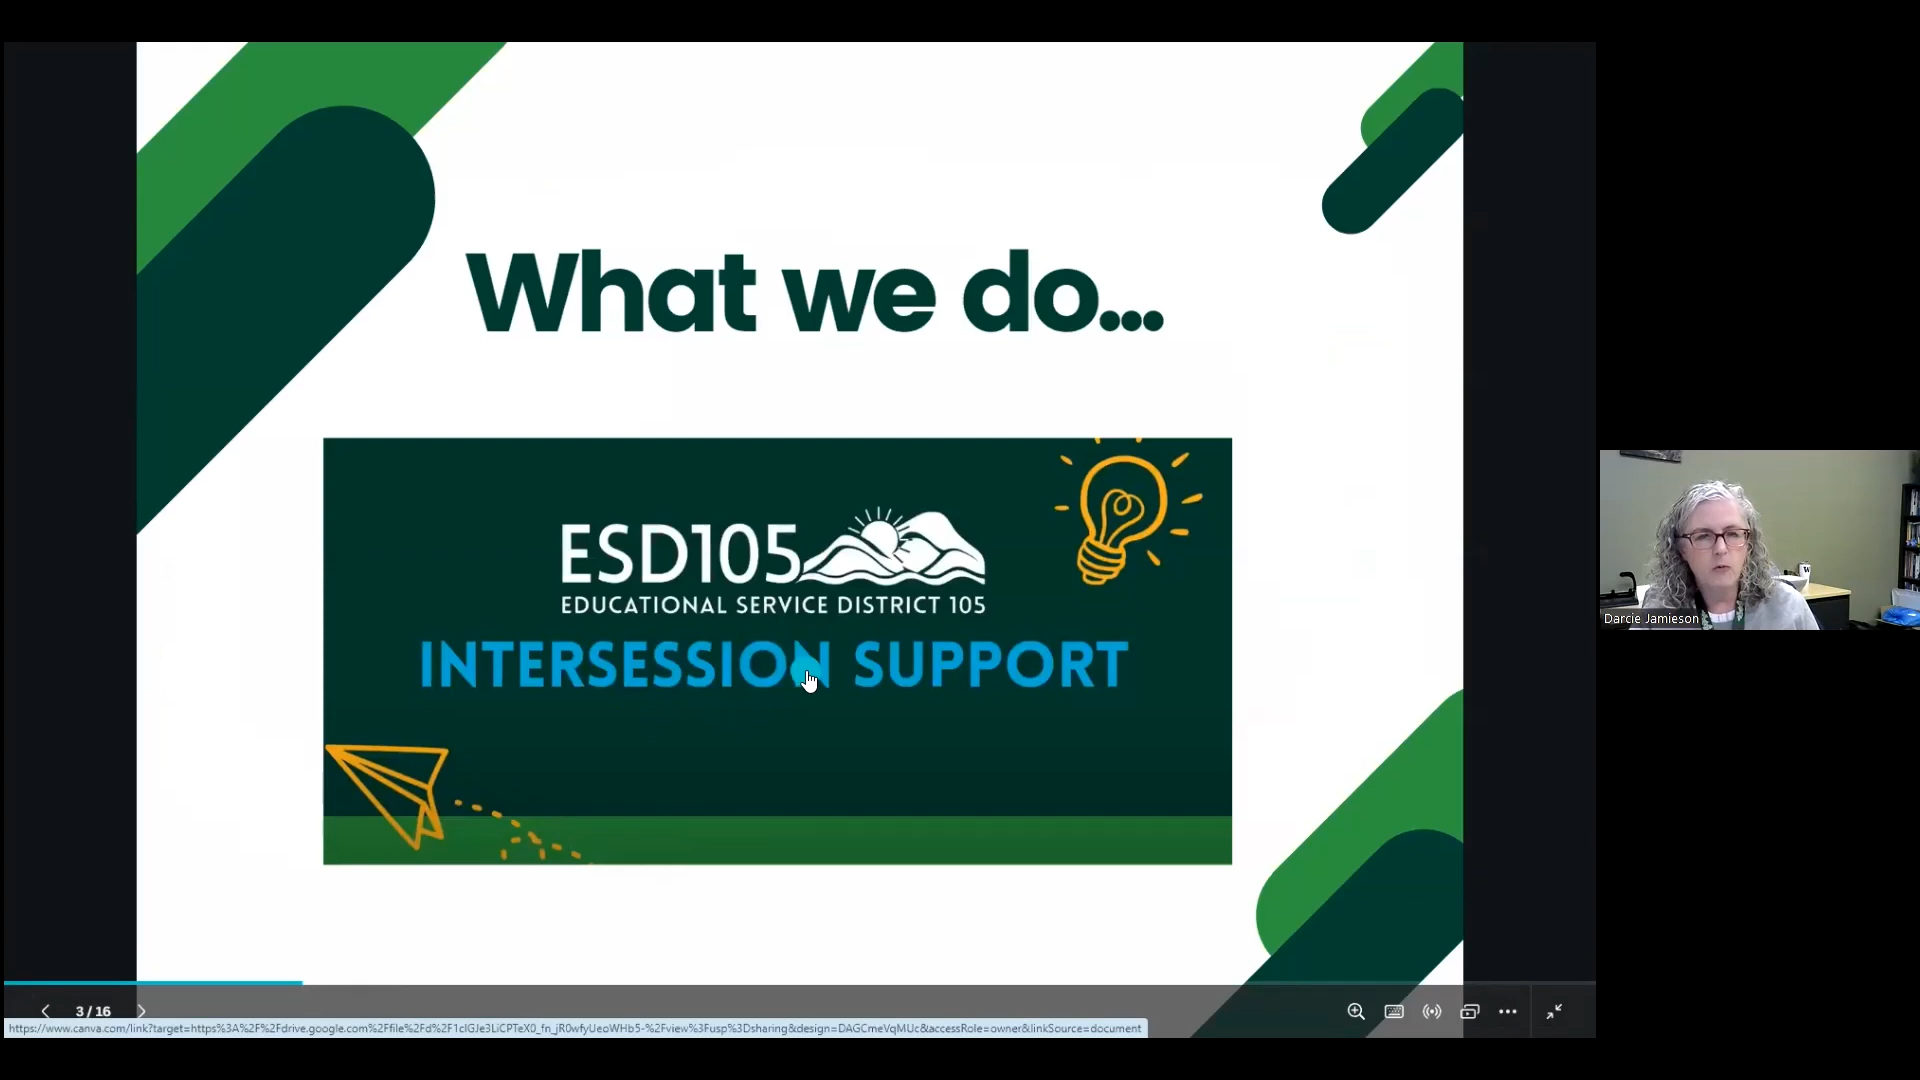 What we do...
ESD105
EDUCATIONAL SERVICE DISTRICT 105
INTERSESSION SUPPORT
Darcie Jamieson
3 / 16
https://www.canva.com/link?target=https%3A%2F%2Fdrive.google.com%2Ffile%2Fd%2F1clGJe3LiCPTeX0_fn_jR0wfyUeoWHb5-%2Fview%3Fusp%3Dsharing&design=DAGCmeVqMUc&accessRole=owner&linkSource=document